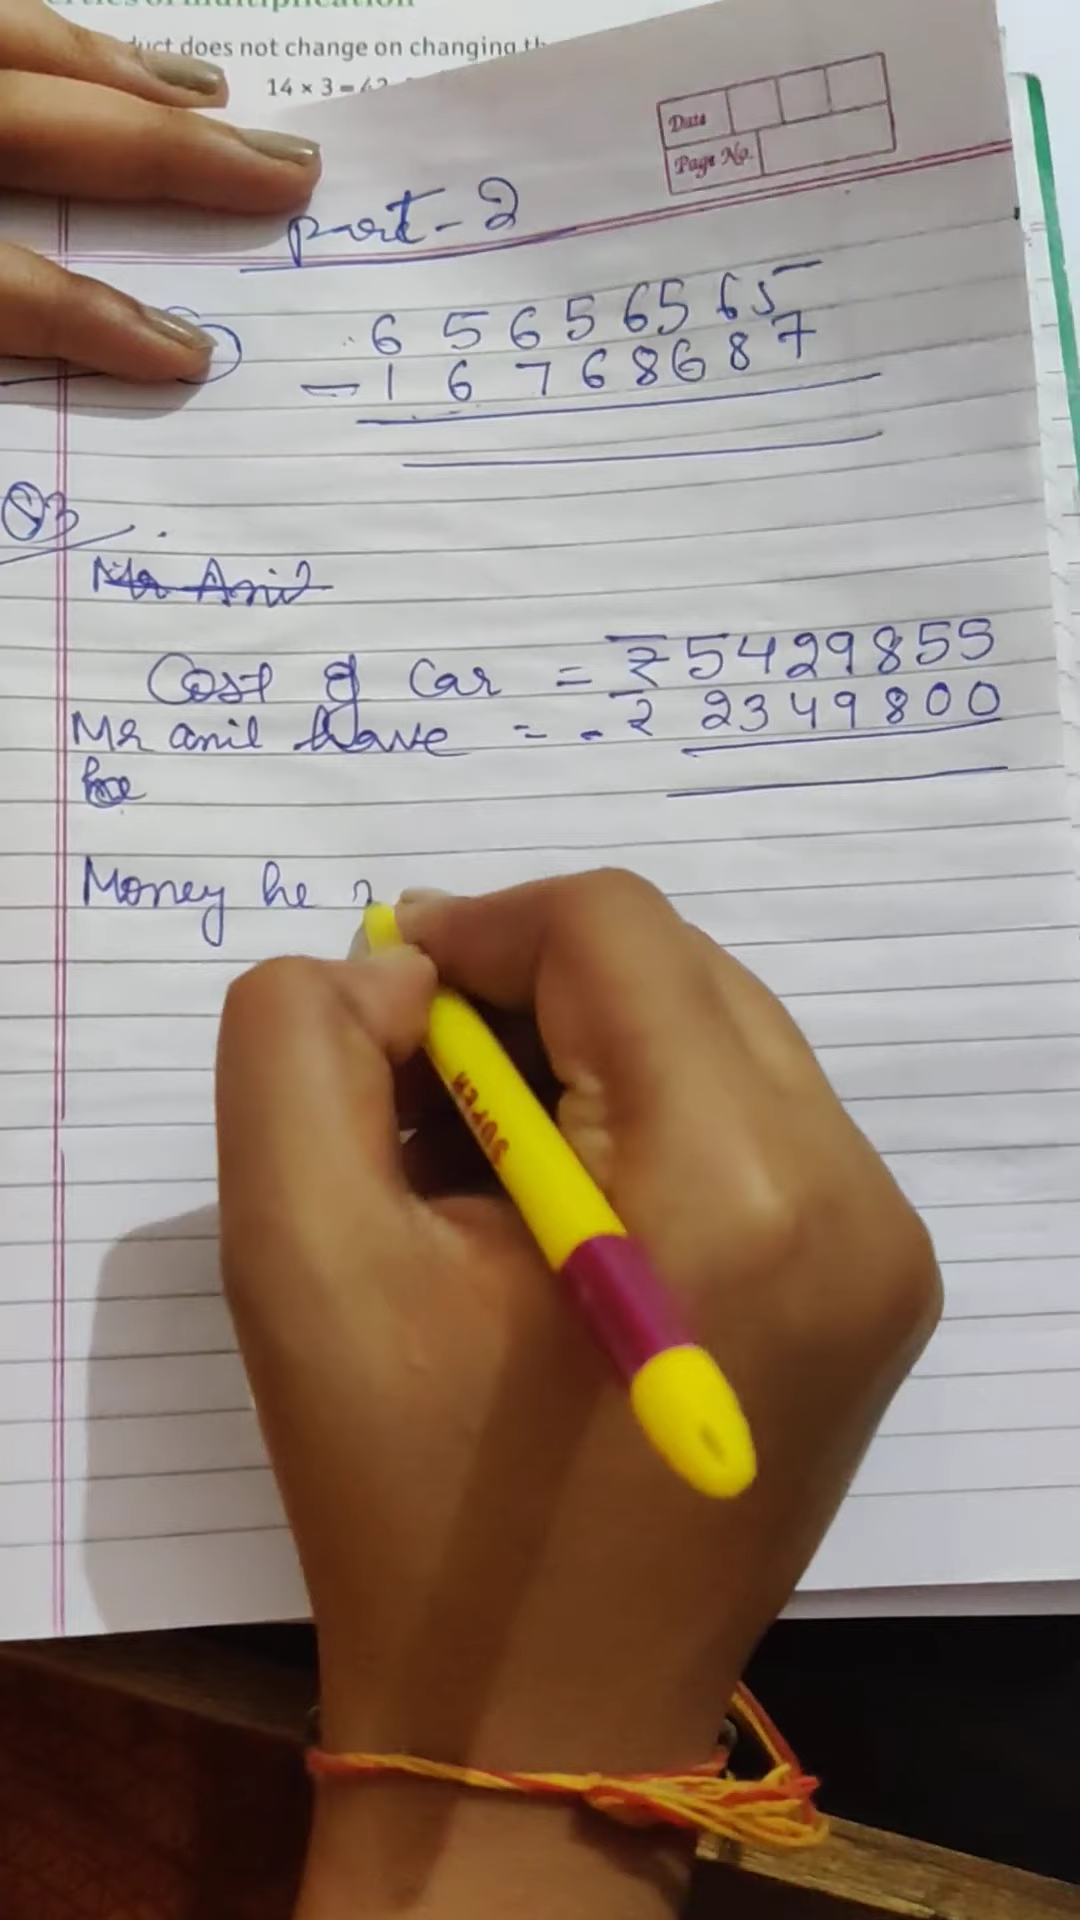 duct does not change on changing th
14 × 3 = 42
Date
Page No.
Part-2
6 5 6 5 6 5 6 5
- 1 6 7 6 8 6 8 7
Q3
Mr Anil
Cost of Car = ₹ 5429855
Mr anil have = - ₹ 2349800
he
Money he
SUPER